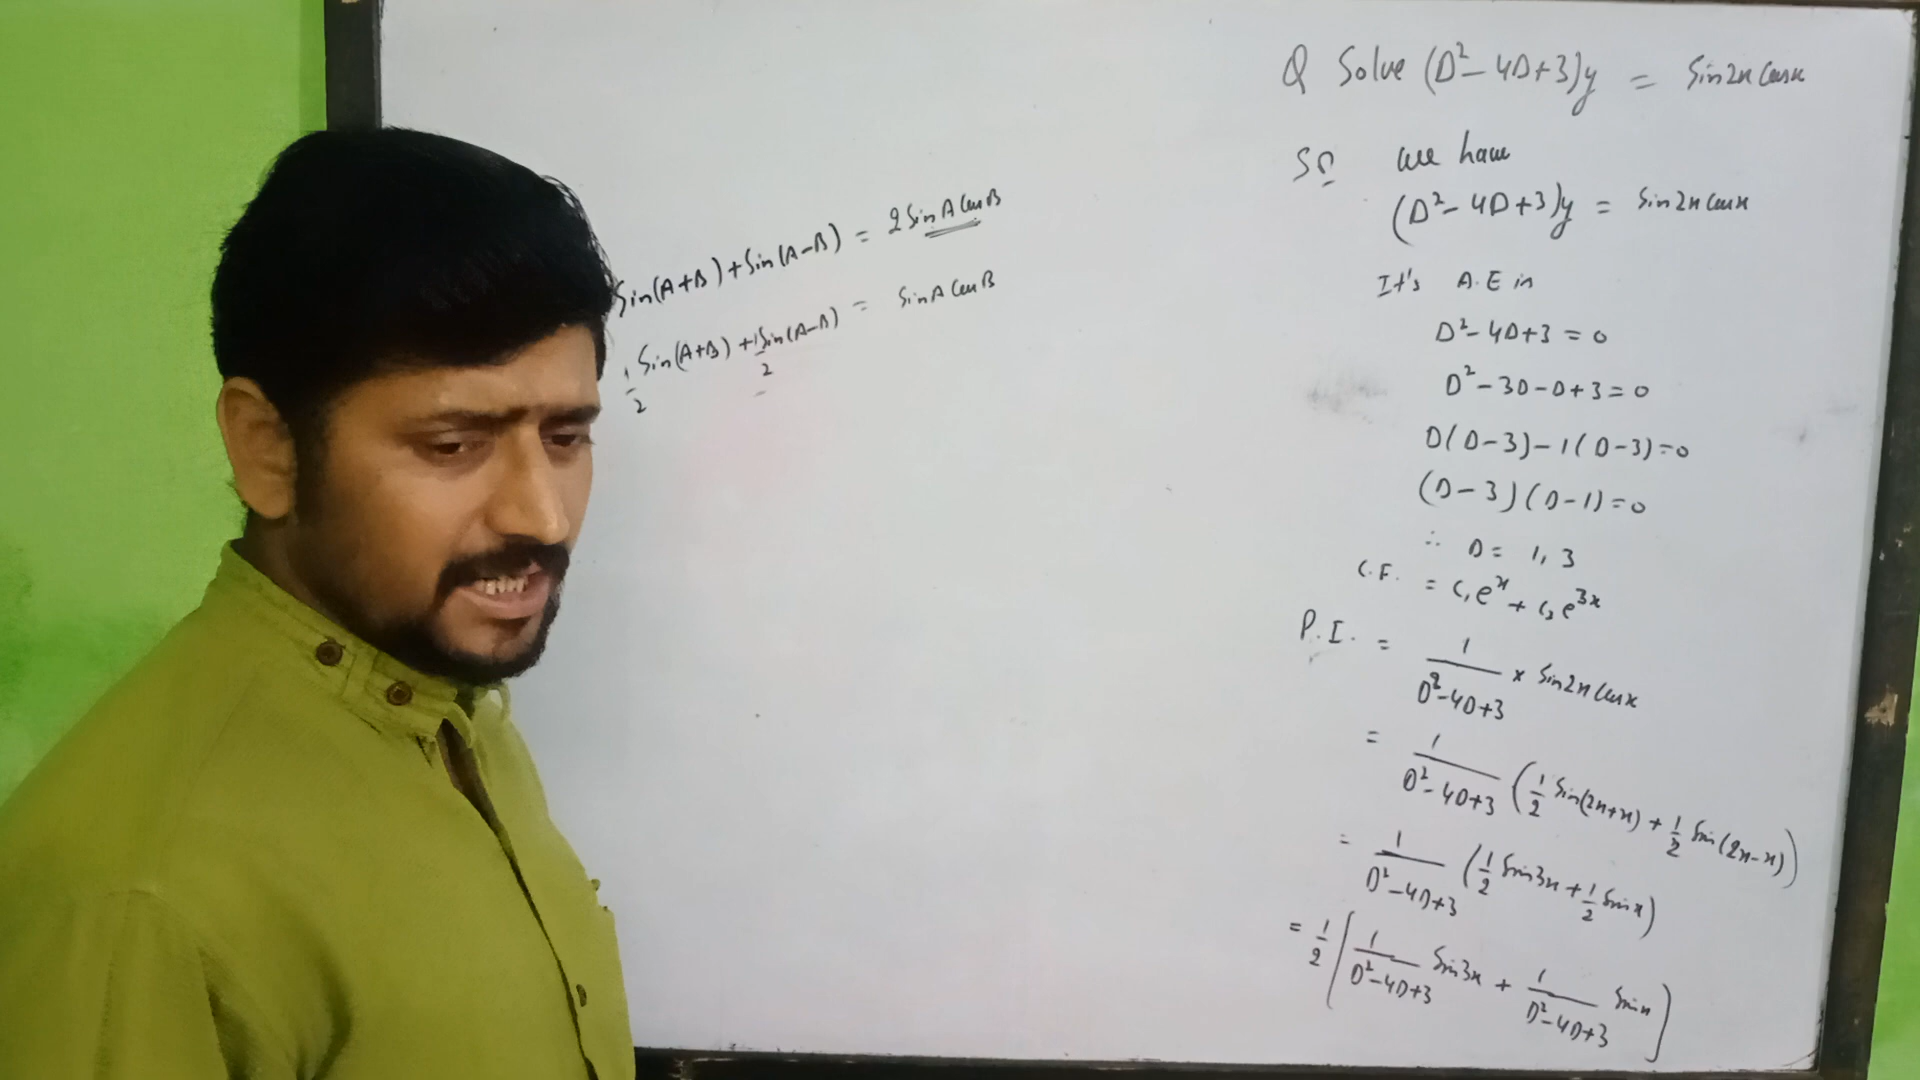 Sin(A+B)+Sin(A-B) = 2 Sin A Cos B
1/2 Sin(A+B) + 1/2 Sin(A-B) = Sin A Cos B
Q Solve (D²-4D+3)y = Sin2x Cosx
Sol we have
(D²-4D+3)y = Sin2x Cosx
It's A.E is
D²-4D+3 = 0
D²-3D-D+3=0
D(D-3)-1(D-3)=0
(D-3)(D-1)=0
∴ D= 1, 3
C.F. = C₁eˣ + C₂e³ˣ
P.I. = 1/(D²-4D+3) × Sin2x Cosx
= 1/(D²-4D+3) (1/2 Sin(2x+x) + 1/2 Sin(2x-x))
= 1/(D²-4D+3) (1/2 Sin3x + 1/2 Sinx)
= 1/2 [1/(D²-4D+3) Sin3x + 1/(D²-4D+3) Sinx]